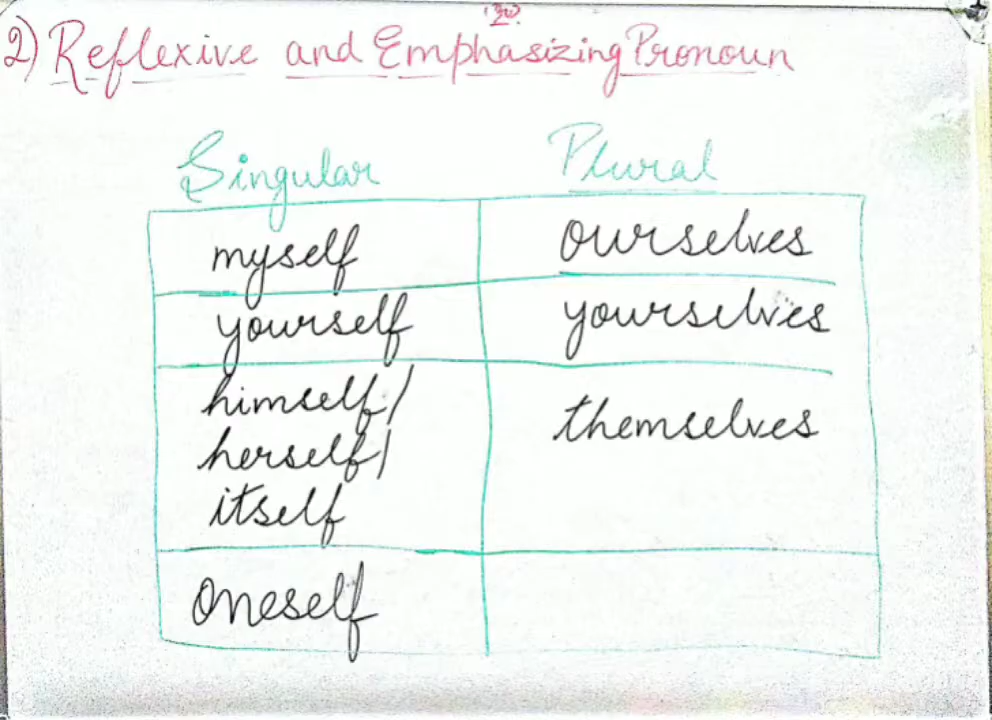 2) Reflexive and Emphasizing Pronoun
Singular Plural
myself ourselves
yourself yourselves
himself/ themselves
herself/
itself
Oneself